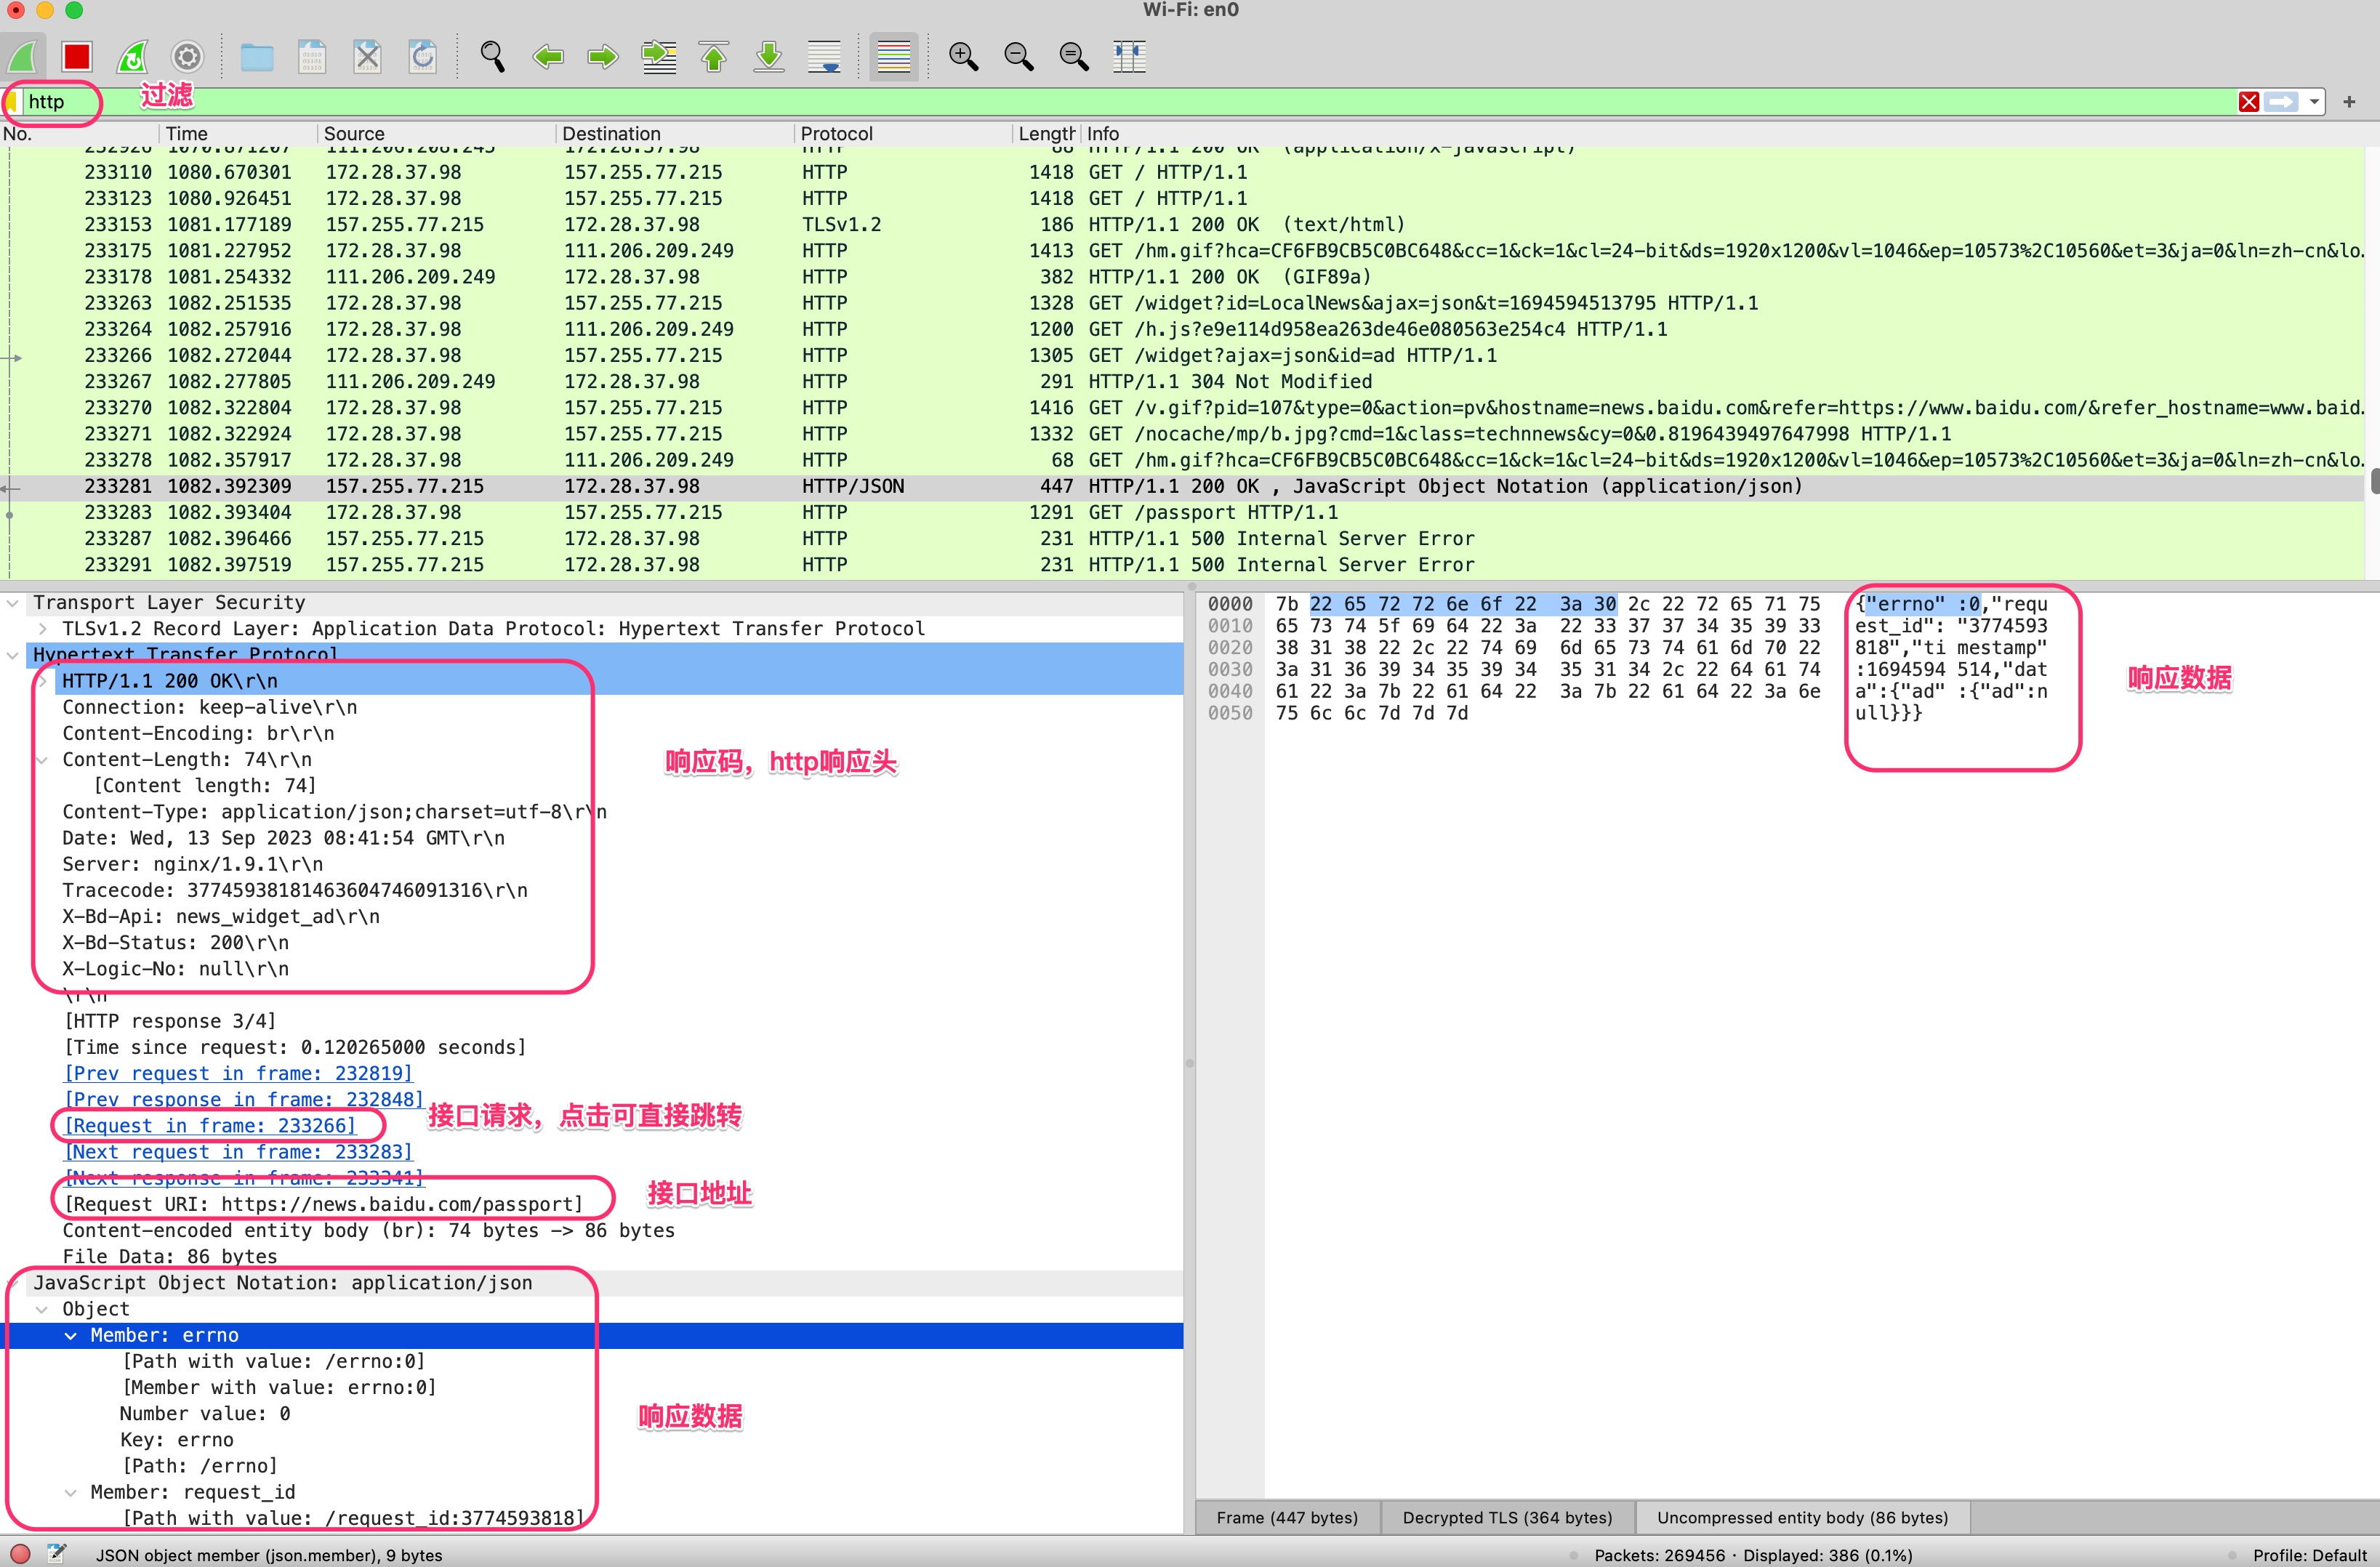 Wi-Fi: en0
http 过滤
No. Time Source Destination Protocol Length Info
232926 1070.871207 111.206.208.245 172.28.37.98 HTTP 88 HTTP/1.1 200 OK (application/x-javascript)
233110 1080.670301 172.28.37.98 157.255.77.215 HTTP 1418 GET / HTTP/1.1
233123 1080.926451 172.28.37.98 157.255.77.215 HTTP 1418 GET / HTTP/1.1
233153 1081.177189 157.255.77.215 172.28.37.98 TLSv1.2 186 HTTP/1.1 200 OK (text/html)
233175 1081.227952 172.28.37.98 111.206.209.249 HTTP 1413 GET /hm.gif?hca=CF6FB9CB5C0BC648&cc=1&ck=1&cl=24-bit&ds=1920x1200&vl=1046&ep=10573%2C10560&et=3&ja=0&ln=zh-cn&lo.
233178 1081.254332 111.206.209.249 172.28.37.98 HTTP 382 HTTP/1.1 200 OK (GIF89a)
233263 1082.251535 172.28.37.98 157.255.77.215 HTTP 1328 GET /widget?id=LocalNews&ajax=json&t=1694594513795 HTTP/1.1
233264 1082.257916 172.28.37.98 111.206.209.249 HTTP 1200 GET /h.js?e9e114d958ea263de46e080563e254c4 HTTP/1.1
233266 1082.272044 172.28.37.98 157.255.77.215 HTTP 1305 GET /widget?ajax=json&id=ad HTTP/1.1
233267 1082.277805 111.206.209.249 172.28.37.98 HTTP 291 HTTP/1.1 304 Not Modified
233270 1082.322804 172.28.37.98 157.255.77.215 HTTP 1416 GET /v.gif?pid=107&type=0&action=pv&hostname=news.baidu.com&refer=https://www.baidu.com/&refer_hostname=www.baid.
233271 1082.322924 172.28.37.98 157.255.77.215 HTTP 1332 GET /nocache/mp/b.jpg?cmd=1&class=technnews&cy=0&0.8196439497647998 HTTP/1.1
233278 1082.357917 172.28.37.98 111.206.209.249 HTTP 68 GET /hm.gif?hca=CF6FB9CB5C0BC648&cc=1&ck=1&cl=24-bit&ds=1920x1200&vl=1046&ep=10573%2C10560&et=3&ja=0&ln=zh-cn&lo.
233281 1082.392309 157.255.77.215 172.28.37.98 HTTP/JSON 447 HTTP/1.1 200 OK , JavaScript Object Notation (application/json)
233283 1082.393404 172.28.37.98 157.255.77.215 HTTP 1291 GET /passport HTTP/1.1
233287 1082.396466 157.255.77.215 172.28.37.98 HTTP 231 HTTP/1.1 500 Internal Server Error
233291 1082.397519 157.255.77.215 172.28.37.98 HTTP 231 HTTP/1.1 500 Internal Server Error
Transport Layer Security
TLSv1.2 Record Layer: Application Data Protocol: Hypertext Transfer Protocol
Hypertext Transfer Protocol
HTTP/1.1 200 OK\r\n
Connection: keep-alive\r\n
Content-Encoding: br\r\n
Content-Length: 74\r\n
响应码，http响应头
[Content length: 74]
Content-Type: application/json;charset=utf-8\r\n
Date: Wed, 13 Sep 2023 08:41:54 GMT\r\n
Server: nginx/1.9.1\r\n
Tracecode: 37745938181463604746091316\r\n
X-Bd-Api: news_widget_ad\r\n
X-Bd-Status: 200\r\n
X-Logic-No: null\r\n
\r\n
[HTTP response 3/4]
[Time since request: 0.120265000 seconds]
[Prev request in frame: 232819]
[Prev response in frame: 232848]
[Request in frame: 233266] 接口请求，点击可直接跳转
[Next request in frame: 233283]
[Next response in frame: 233341]
[Request URI: https://news.baidu.com/passport] 接口地址
Content-encoded entity body (br): 74 bytes -> 86 bytes
File Data: 86 bytes
JavaScript Object Notation: application/json
Object
Member: errno
[Path with value: /errno:0]
[Member with value: errno:0]
Number value: 0 响应数据
Key: errno
[Path: /errno]
Member: request_id
[Path with value: /request_id:3774593818]
0000 7b 22 65 72 72 6e 6f 22 3a 30 2c 22 72 65 71 75 {"errno" :0,"requ
0010 65 73 74 5f 69 64 22 3a 22 33 37 37 34 35 39 33 est_id": "3774593
0020 38 31 38 22 2c 22 74 69 6d 65 73 74 61 6d 70 22 818","ti mestamp"
0030 3a 31 36 39 34 35 39 34 35 31 34 2c 22 64 61 74 :1694594 514,"dat
0040 61 22 3a 7b 22 61 64 22 3a 7b 22 61 64 22 3a 6e a":{"ad" :{"ad":n
0050 75 6c 6c 7d 7d 7d ull}}}
响应数据
Frame (447 bytes) Decrypted TLS (364 bytes) Uncompressed entity body (86 bytes)
JSON object member (json.member), 9 bytes Packets: 269456 · Displayed: 386 (0.1%) Profile: Default